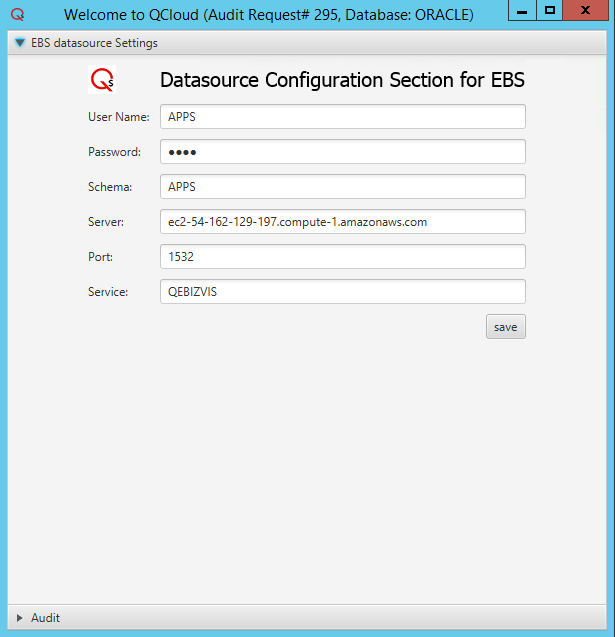 Welcome to QCloud (Audit Request# 295, Database: ORACLE)
EBS datasource Settings
Qs Datasource Configuration Section for EBS
User Name: APPS
Password: ●●●●
Schema: APPS
Server: ec2-54-162-129-197.compute-1.amazonaws.com
Port: 1532
Service: QEBIZVIS
save
Audit